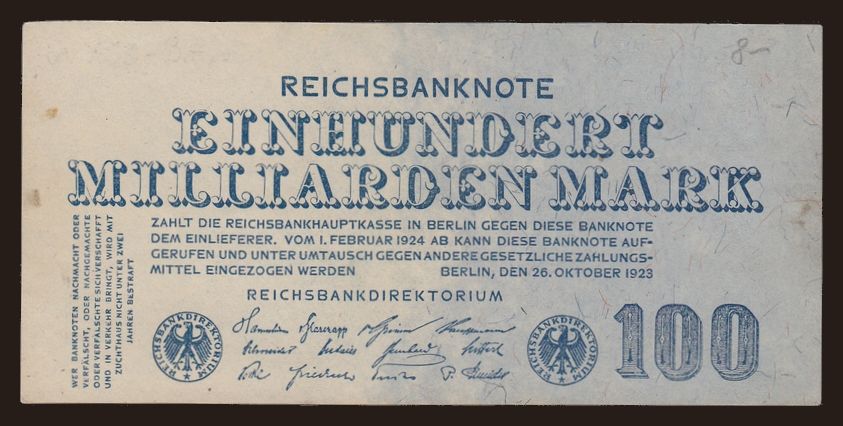 8-
REICHSBANKNOTE
EINHUNDERT
MILLIARDEN MARK
ZAHLT DIE REICHSBANKHAUPTKASSE IN BERLIN GEGEN DIESE BANKNOTE
DEM EINLIEFERER. VOM 1. FEBRUAR 1924 AB KANN DIESE BANKNOTE AUF-
GERUFEN UND UNTER UMTAUSCH GEGEN ANDERE GESETZLICHE ZAHLUNGS-
MITTEL EINGEZOGEN WERDEN BERLIN, DEN 26. OKTOBER 1923
REICHSBANKDIREKTORIUM
WER BANKNOTEN NACHMACHT ODER
VERFÄLSCHT, ODER NACHGEMACHTE
ODER VERFÄLSCHTE SICH VERSCHAFFT
UND IN VERKEHR BRINGT, WIRD MIT
ZUCHTHAUS NICHT UNTER ZWEI
JAHREN BESTRAFT
REICHSBANKDIREKTORIUM
REICHSBANKDIREKTORIUM
100